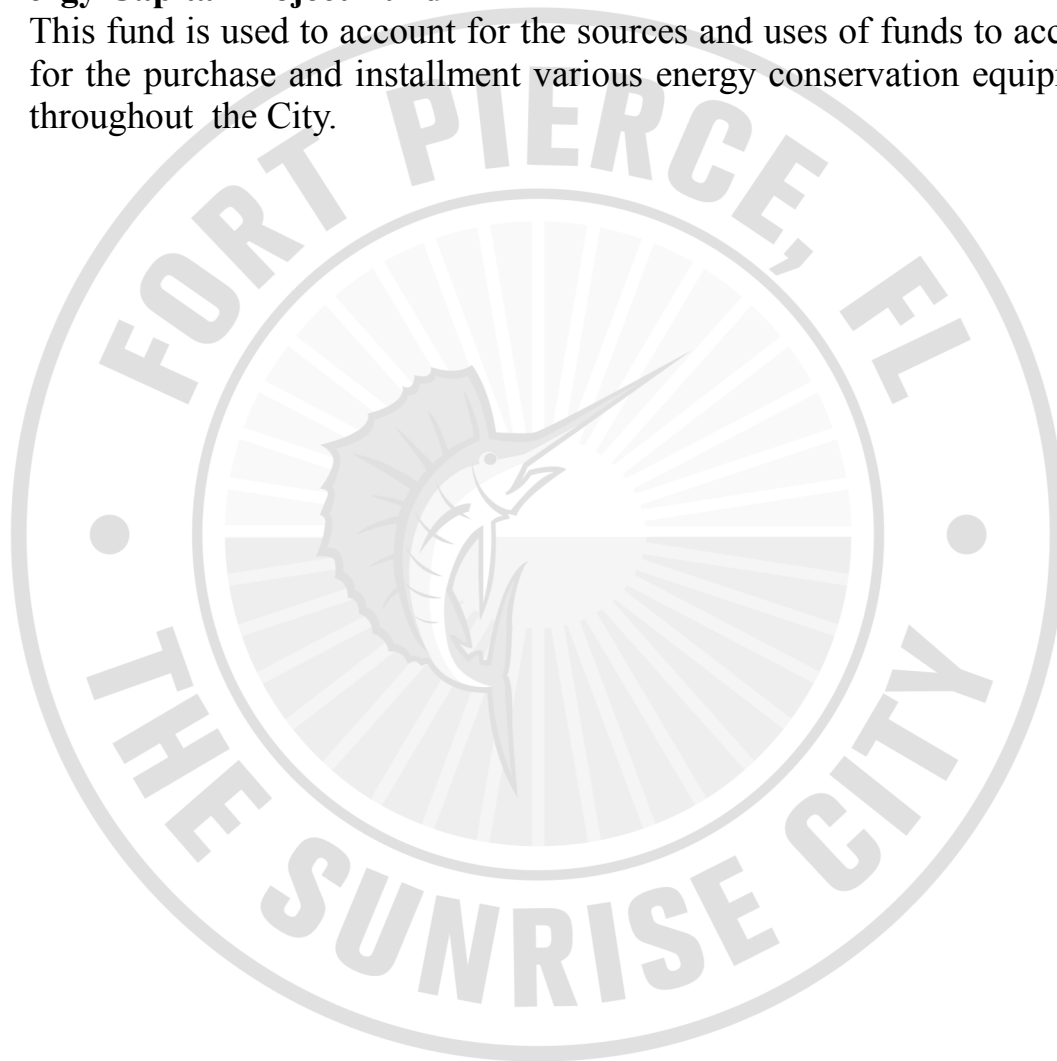 This fund is used to account for the sources and uses of funds to acc
for the purchase and installment various energy conservation equip
throughout the City.
FORT PIERCE, FL
THE SUNRISE CITY